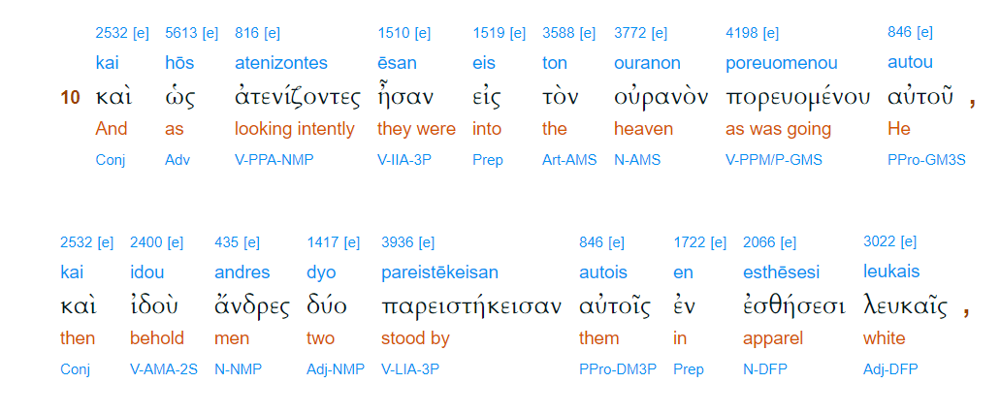 2532 [e] 5613 [e] 816 [e] 1510 [e] 1519 [e] 3588 [e] 3772 [e] 4198 [e] 846 [e]
kai hōs atenizontes ēsan eis ton ouranon poreuomenou autou
10 καὶ ὡς ἀτενίζοντες ἦσαν εἰς τὸν οὐρανὸν πορευομένου αὐτοῦ ,
And as looking intently they were into the heaven as was going He
Conj Adv V-PPA-NMP V-IIA-3P Prep Art-AMS N-AMS V-PPM/P-GMS PPro-GM3S
2532 [e] 2400 [e] 435 [e] 1417 [e] 3936 [e] 846 [e] 1722 [e] 2066 [e] 3022 [e]
kai idou andres dyo pareistēkeisan autois en esthēsesi leukais
καὶ ἰδοὺ ἄνδρες δύο παρειστήκεισαν αὐτοῖς ἐν ἐσθήσεσι λευκαῖς ,
then behold men two stood by them in apparel white
Conj V-AMA-2S N-NMP Adj-NMP V-LIA-3P PPro-DM3P Prep N-DFP Adj-DFP